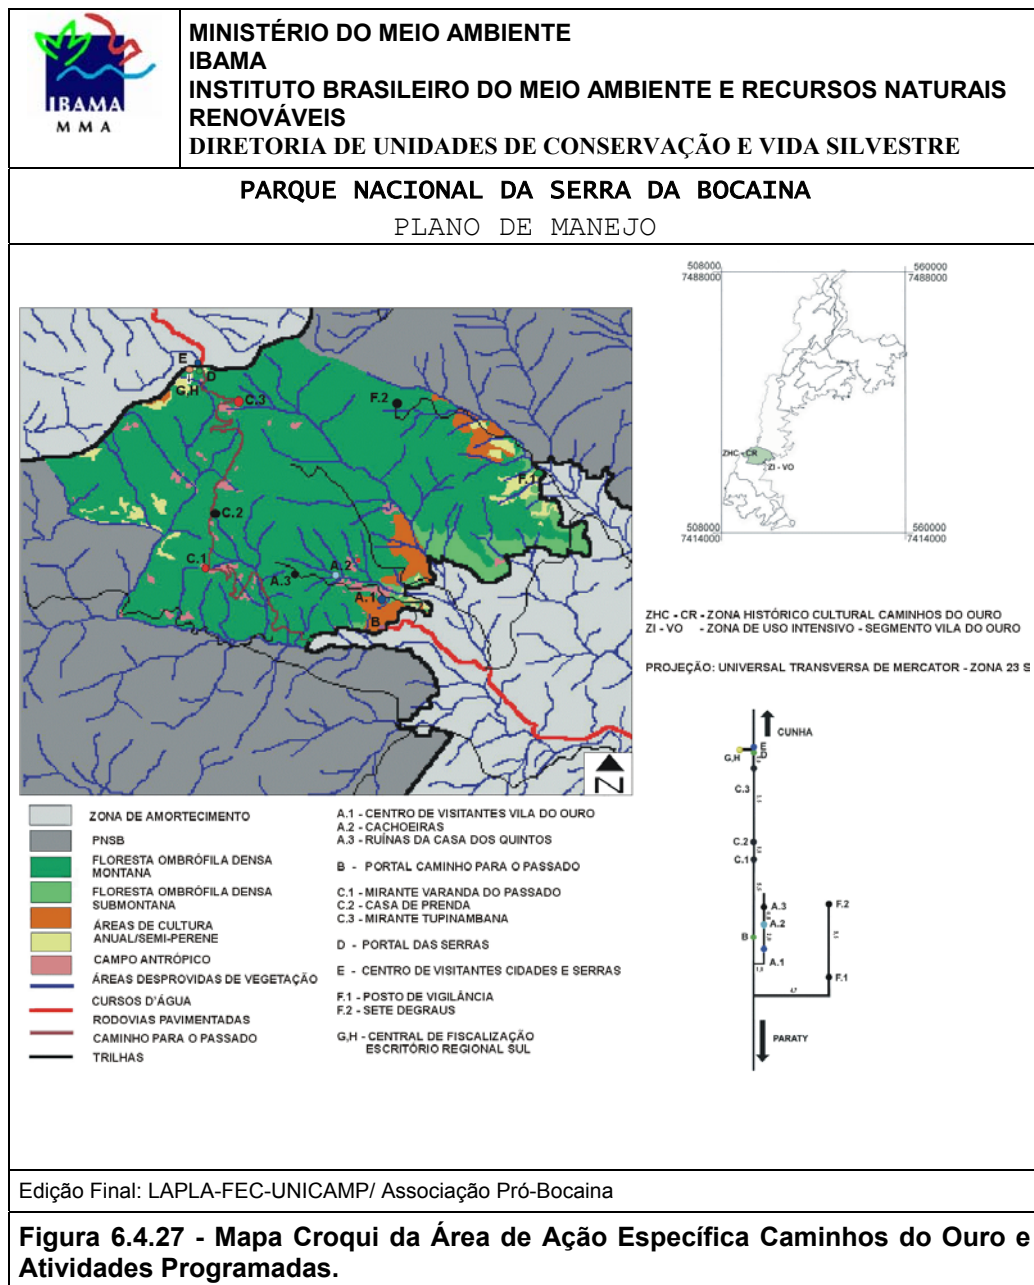 IBAMA
M M A
MINISTÉRIO DO MEIO AMBIENTE
IBAMA
INSTITUTO BRASILEIRO DO MEIO AMBIENTE E RECURSOS NATURAIS
RENOVÁVEIS
DIRETORIA DE UNIDADES DE CONSERVAÇÃO E VIDA SILVESTRE
PARQUE NACIONAL DA SERRA DA BOCAINA
PLANO DE MANEJO
E
D
G,H
C.3
F.2
F.1
C.2
C.1
A.3
A.2
A.1
B
N
508000
7488000
560000
7488000
ZHC - CR
ZI - VO
508000
7414000
560000
7414000
ZHC - CR - ZONA HISTÓRICO CULTURAL CAMINHOS DO OURO
ZI - VO - ZONA DE USO INTENSIVO - SEGMENTO VILA DO OURO
PROJEÇÃO: UNIVERSAL TRANSVERSA DE MERCATOR - ZONA 23 S
CUNHA
E
D
G,H
C.3
C.2
C.1
A.3
A.2
B
A.1
F.2
F.1
4,7
PARATY
ZONA DE AMORTECIMENTO
PNSB
FLORESTA OMBRÓFILA DENSA
MONTANA
FLORESTA OMBRÓFILA DENSA
SUBMONTANA
ÁREAS DE CULTURA
ANUAL/SEMI-PERENE
CAMPO ANTRÓPICO
ÁREAS DESPROVIDAS DE VEGETAÇÃO
CURSOS D'ÁGUA
RODOVIAS PAVIMENTADAS
CAMINHO PARA O PASSADO
TRILHAS
A.1 - CENTRO DE VISITANTES VILA DO OURO
A.2 - CACHOEIRAS
A.3 - RUÍNAS DA CASA DOS QUINTOS
B - PORTAL CAMINHO PARA O PASSADO
C.1 - MIRANTE VARANDA DO PASSADO
C.2 - CASA DE PRENDA
C.3 - MIRANTE TUPINAMBANA
D - PORTAL DAS SERRAS
E - CENTRO DE VISITANTES CIDADES E SERRAS
F.1 - POSTO DE VIGILÂNCIA
F.2 - SETE DEGRAUS
G,H - CENTRAL DE FISCALIZAÇÃO
ESCRITÓRIO REGIONAL SUL
Edição Final: LAPLA-FEC-UNICAMP/ Associação Pró-Bocaina
Figura 6.4.27 - Mapa Croqui da Área de Ação Específica Caminhos do Ouro e
Atividades Programadas.